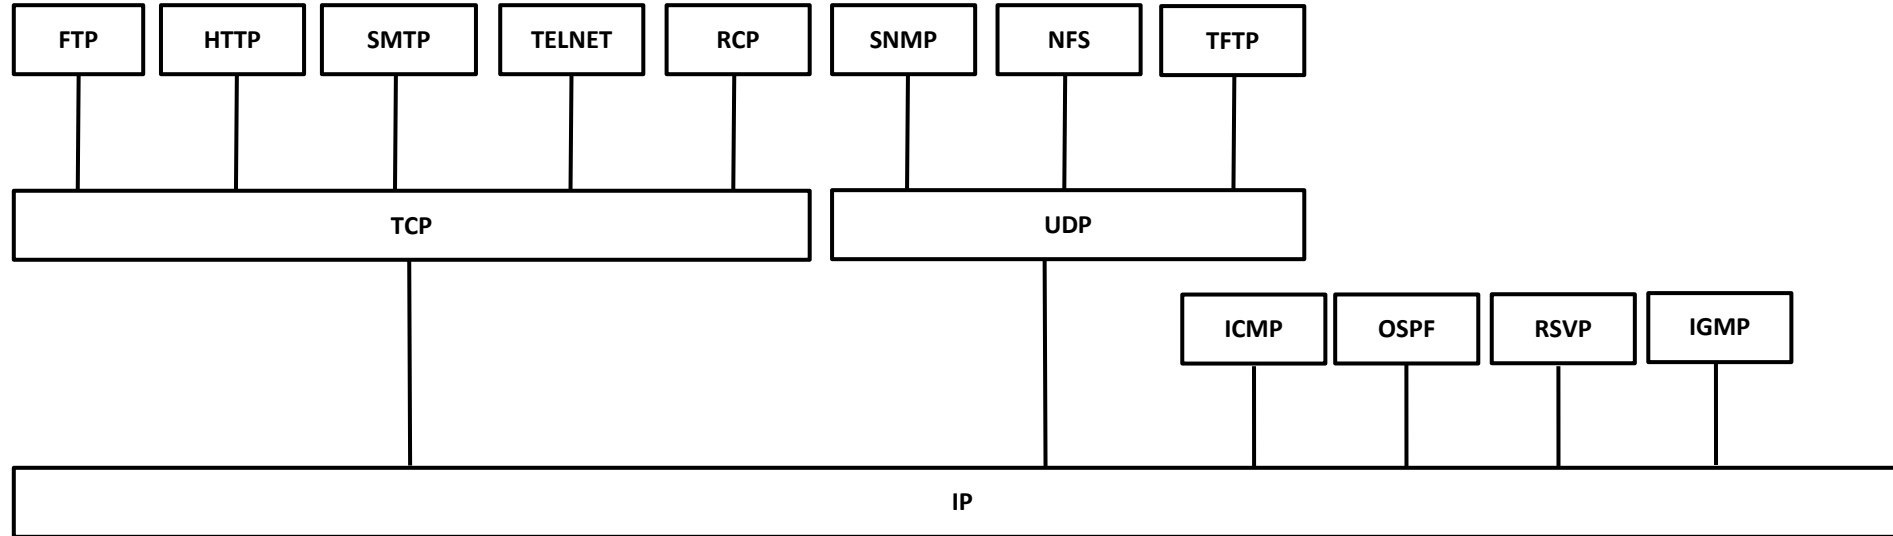 FTP
HTTP
SMTP
TELNET
RCP
SNMP
NFS
TFTP
TCP
UDP
ICMP
OSPF
RSVP
IGMP
IP